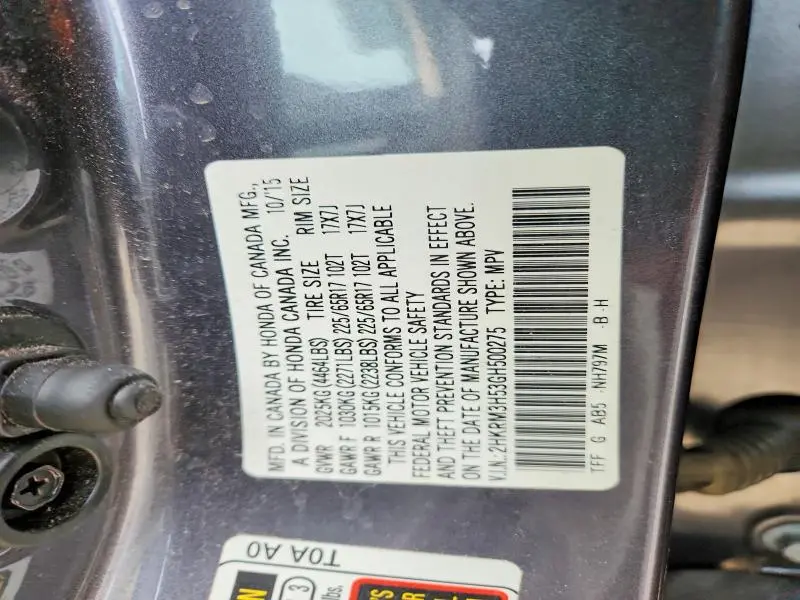 MFD. IN CANADA BY HONDA OF CANADA MFG.,
A DIVISION OF HONDA CANADA INC. 10/'15
GVWR 2025KG(4464LBS) TIRE SIZE RIM SIZE
GAWR F 1030KG(2271LBS) 225/65R17 102T 17X7J
GAWR R 1015KG(2238LBS) 225/65R17 102T 17X7J
THIS VEHICLE CONFORMS TO ALL APPLICABLE
FEDERAL MOTOR VEHICLE SAFETY
AND THEFT PREVENTION STANDARDS IN EFFECT
ON THE DATE OF MANUFACTURE SHOWN ABOVE.
V.I.N.: 2HKRM3H53GH500275 TYPE: MPV
TFF G AB5 - NH797M -B -H
T0A A0
3
lbs.